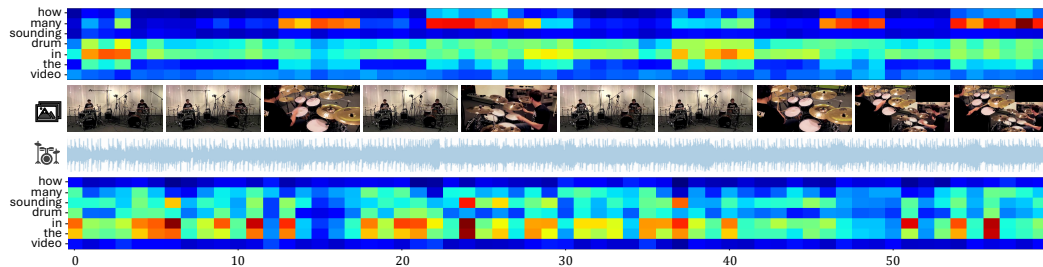 how
many
sounding
drum
in
the
video
how
many
sounding
drum
in
the
video
0 10 20 30 40 50